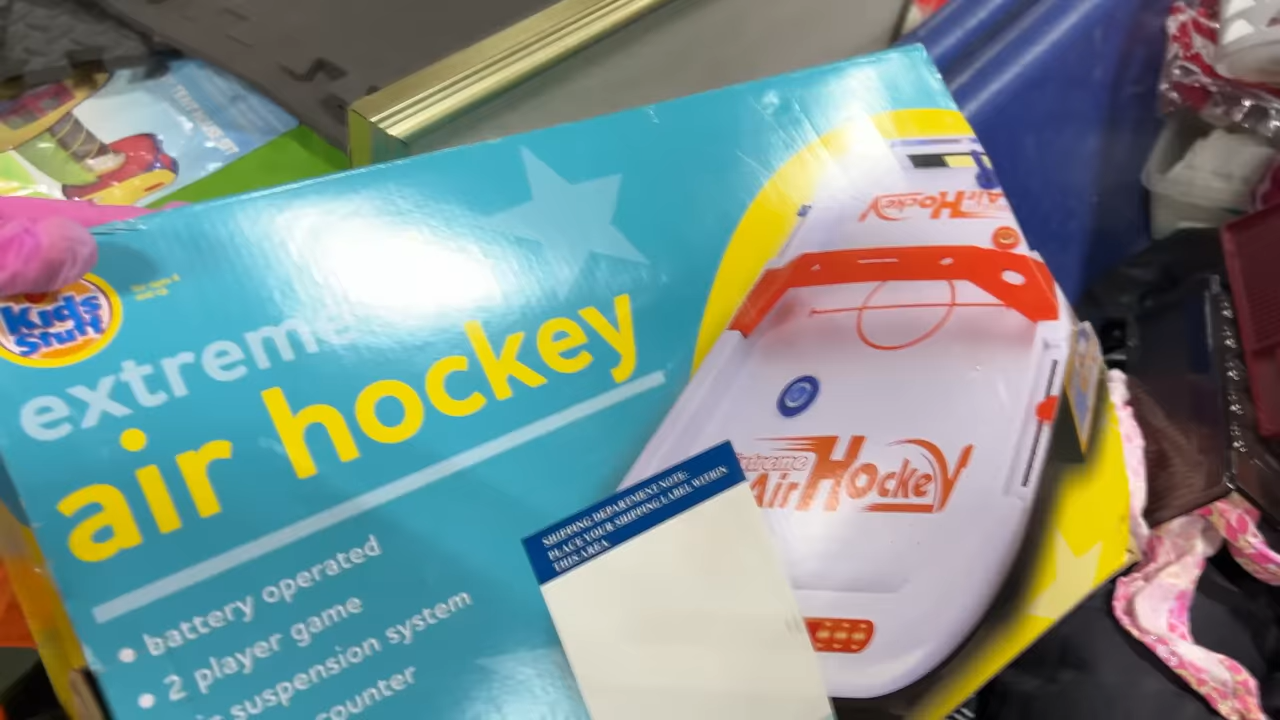 Kids
Stuff
extreme
air hockey
• battery operated
• 2 player game
suspension system
counter
SHIPPING DEPARTMENT NOTE:
PLACE YOUR SHIPPING LABEL WITHIN
THIS AREA
Air Hockey
Extreme
Air Hockey